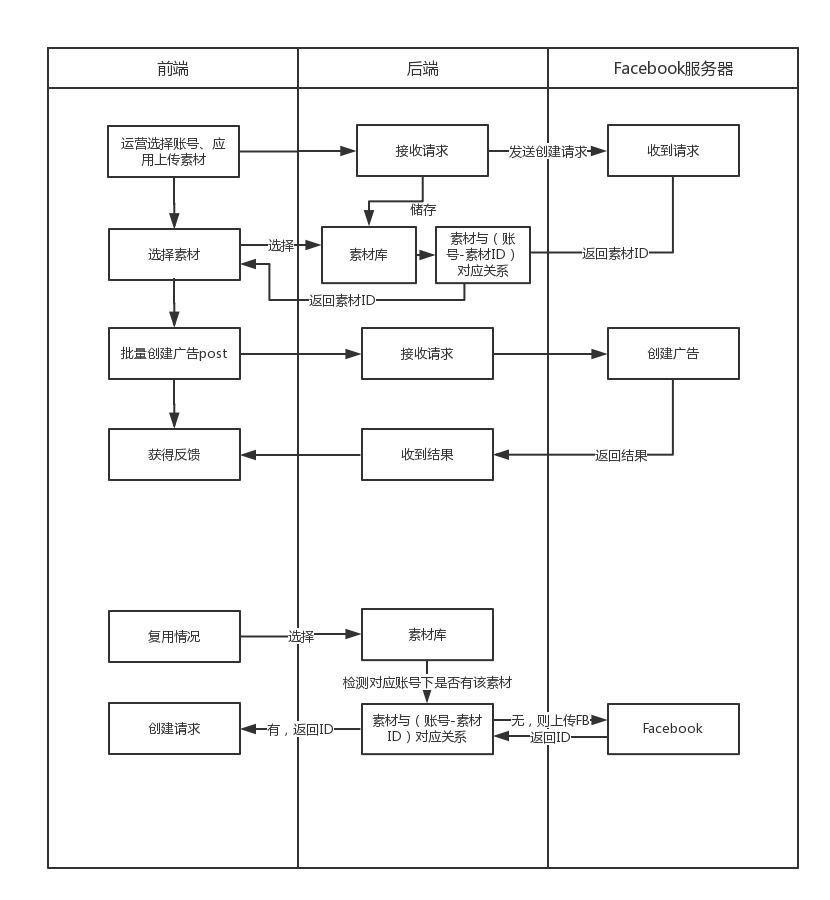 前端
后端
Facebook服务器
运营选择账号、应
用上传素材
接收请求
发送创建请求
收到请求
储存
选择素材
选择
素材库
素材与（账
号-素材ID）
对应关系
返回素材ID
返回素材ID
批量创建广告post
接收请求
创建广告
获得反馈
收到结果
返回结果
复用情况
选择
素材库
检测对应账号下是否有该素材
创建请求
有，返回ID
素材与（账号-素材
ID）对应关系
无，则上传FB
返回ID
Facebook